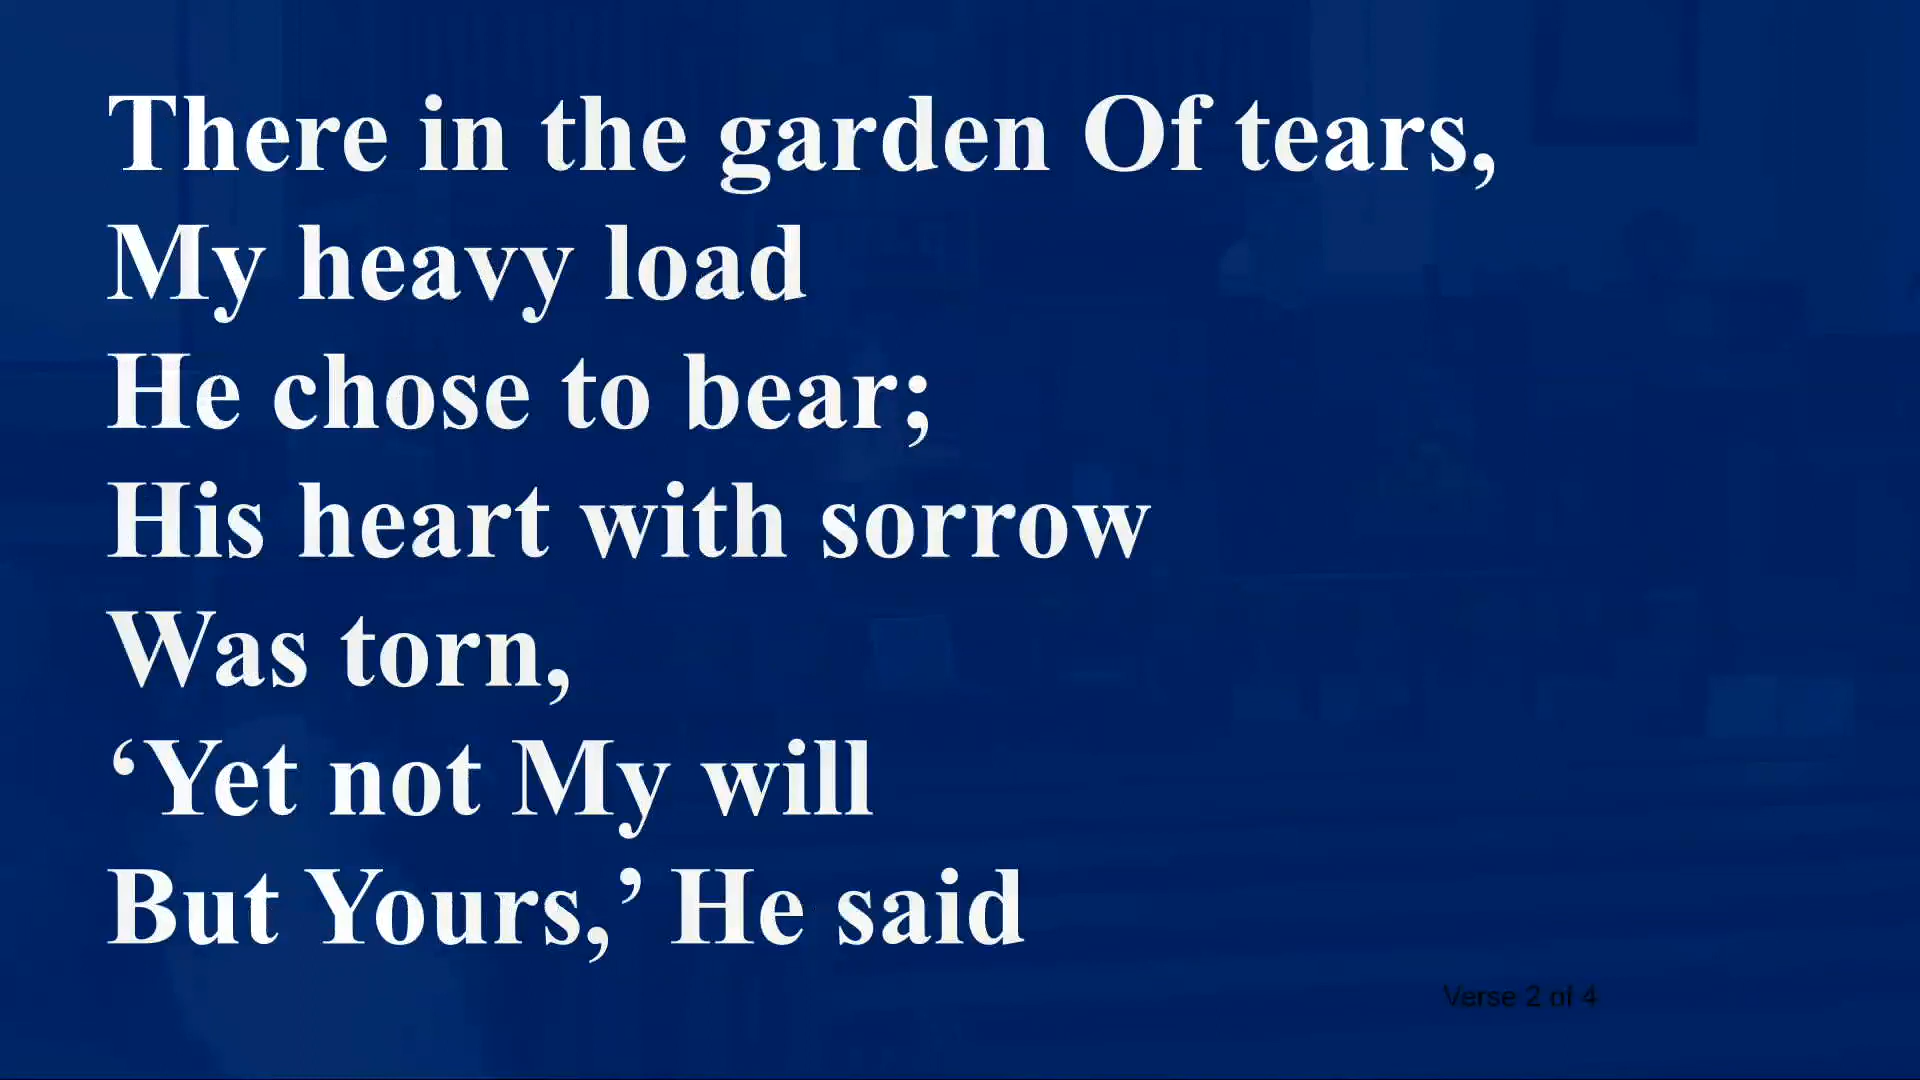 There in the garden Of tears,
My heavy load
He chose to bear;
His heart with sorrow
Was torn,
‘Yet not My will
But Yours,’ He said
Verse 2 of 4